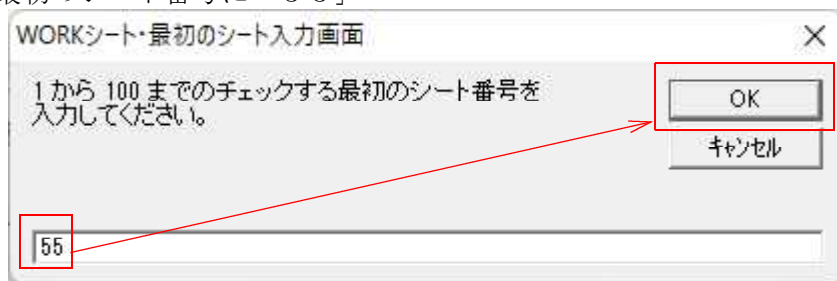 WORKシート・最初のシート入力画面
1 から 100 までのチェックする最初のシート番号を
入力してください。
OK
キャンセル
55